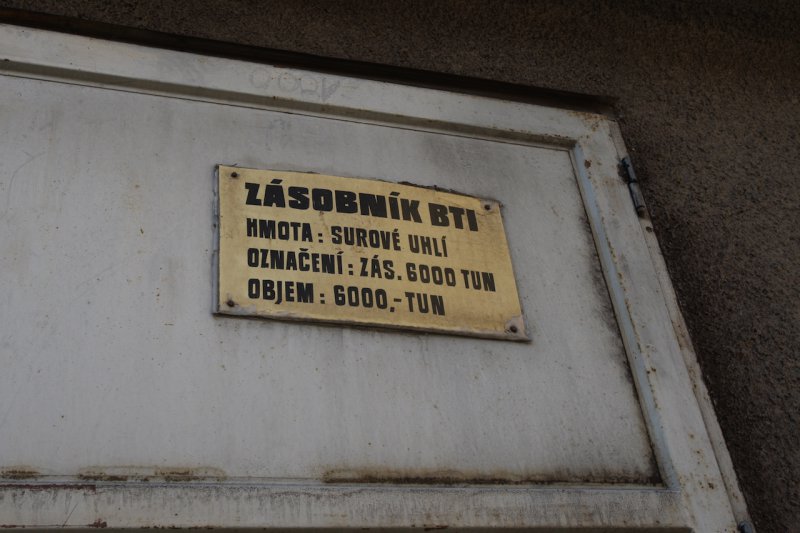 ZÁSOBNÍK BTI
HMOTA : SUROVÉ UHLÍ
OZNAČENÍ : ZÁS. 6000 TUN
OBJEM : 6000,- TUN